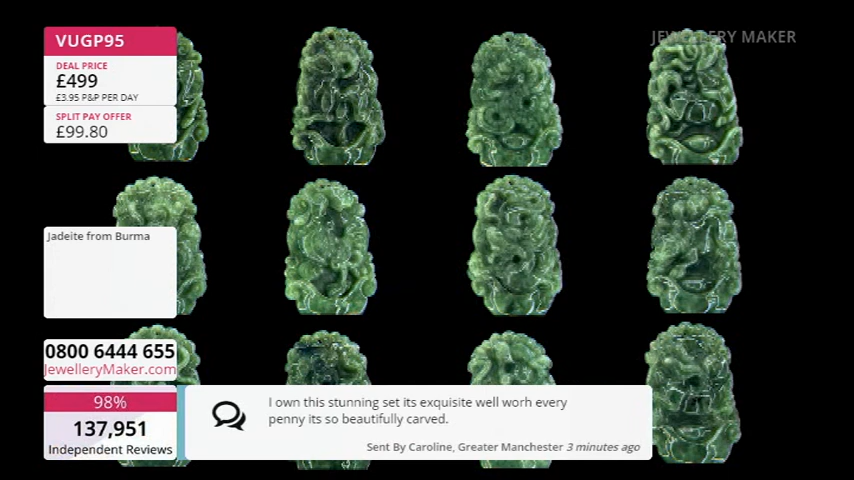 VUGP95
JEWELLERY MAKER
DEAL PRICE
£499
£3.95 P&P PER DAY
SPLIT PAY OFFER
£99.80
Jadeite from Burma
0800 6444 655
JewelleryMaker.com
98%
137,951
Independent Reviews
I own this stunning set its exquisite well worh every
penny its so beautifully carved.
Sent By Caroline, Greater Manchester 3 minutes ago